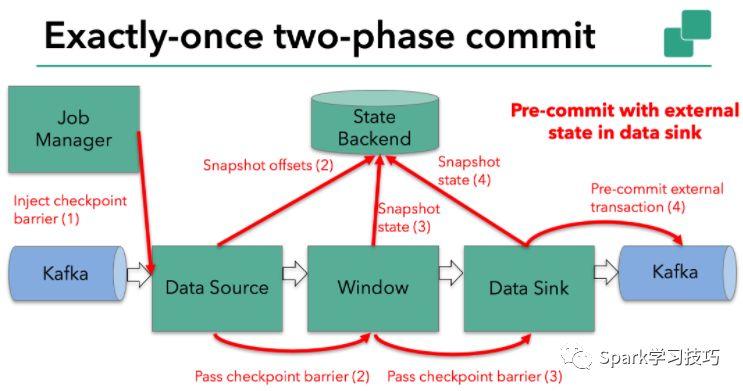 Exactly-once two-phase commit
Job
Manager
State
Backend
Pre-commit with external
state in data sink
Snapshot offsets (2)
Snapshot
state (4)
Pre-commit external
transaction (4)
Inject checkpoint
barrier (1)
Snapshot
state (3)
Kafka
Data Source
Window
Data Sink
Kafka
Pass checkpoint barrier (2)
Pass checkpoint barrier (3)
Spark学习技巧